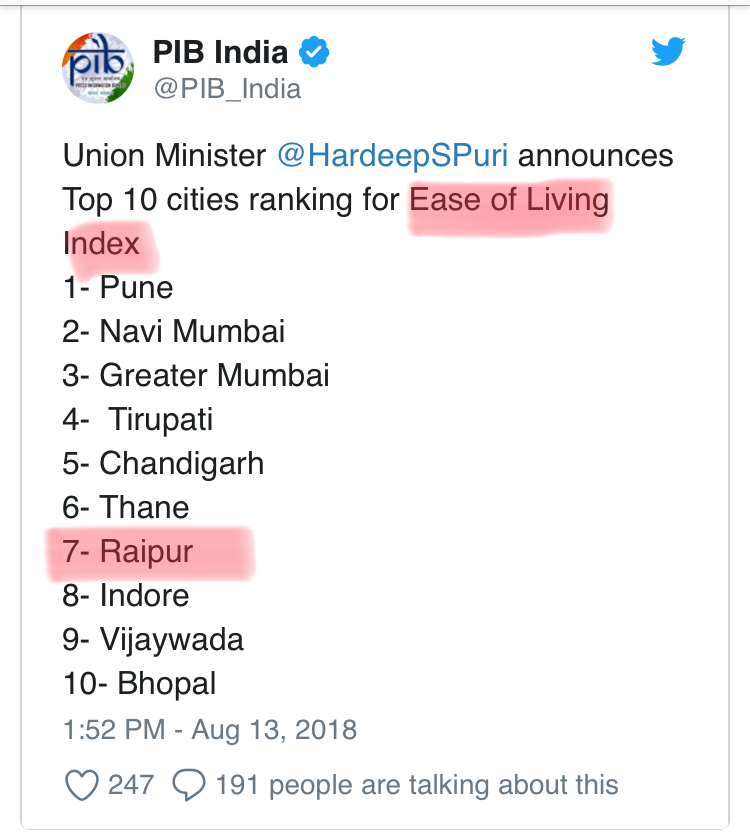 pib
PIB India
@PIB_India
Union Minister @HardeepSPuri announces
Top 10 cities ranking for Ease of Living
Index
1- Pune
2- Navi Mumbai
3- Greater Mumbai
4-  Tirupati
5- Chandigarh
6- Thane
7- Raipur
8- Indore
9- Vijaywada
10- Bhopal
1:52 PM - Aug 13, 2018
247 191 people are talking about this